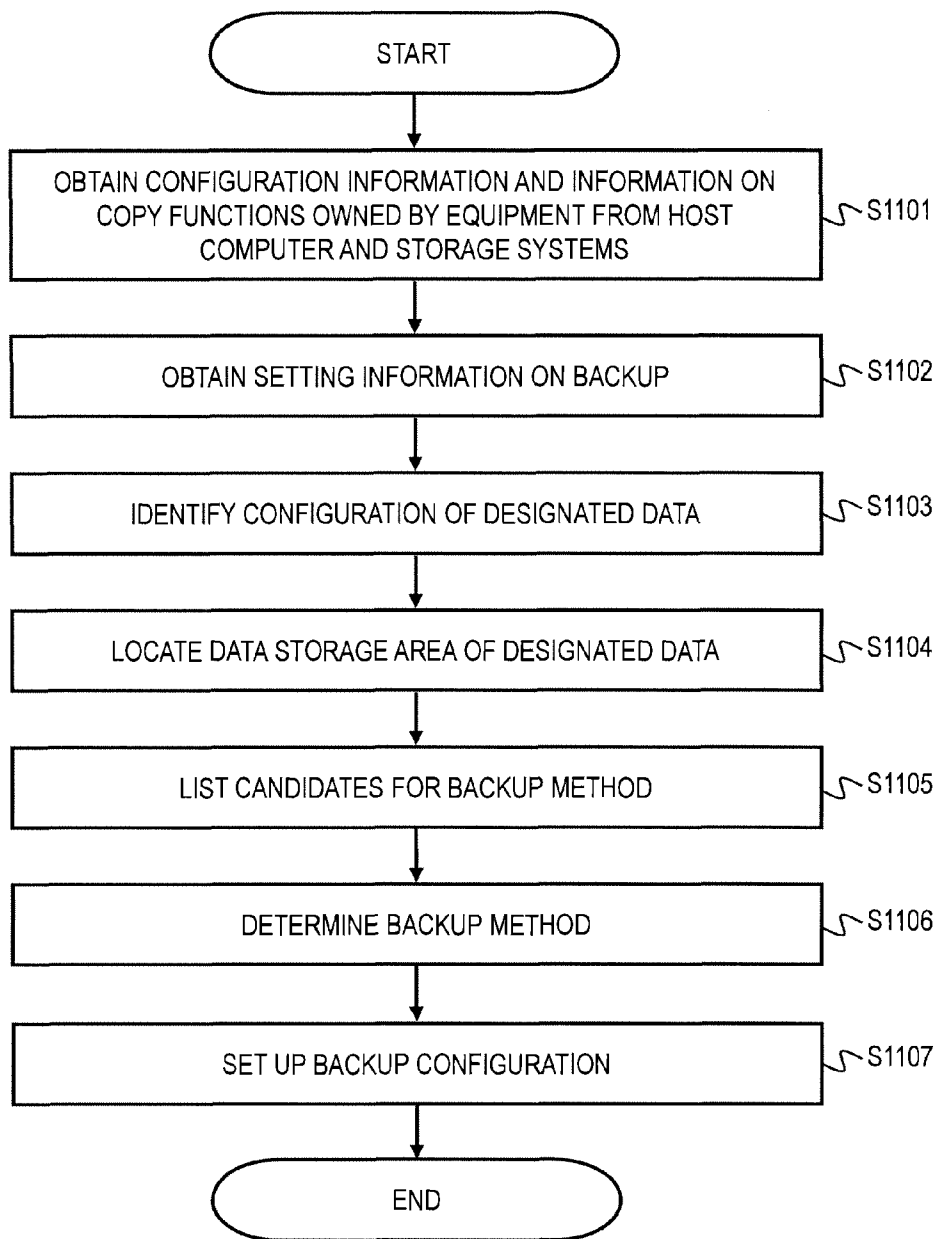 START
OBTAIN CONFIGURATION INFORMATION AND INFORMATION ON
COPY FUNCTIONS OWNED BY EQUIPMENT FROM HOST
COMPUTER AND STORAGE SYSTEMS
S1101
OBTAIN SETTING INFORMATION ON BACKUP
S1102
IDENTIFY CONFIGURATION OF DESIGNATED DATA
S1103
LOCATE DATA STORAGE AREA OF DESIGNATED DATA
S1104
LIST CANDIDATES FOR BACKUP METHOD
S1105
DETERMINE BACKUP METHOD
S1106
SET UP BACKUP CONFIGURATION
S1107
END